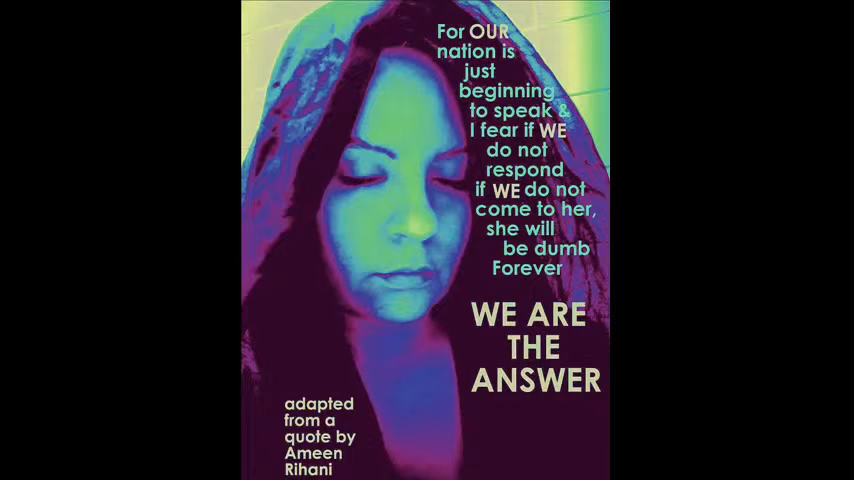 For OUR
nation is
just
beginning
to speak &
I fear if WE
do not
respond
if WE do not
come to her,
she will
be dumb
Forever
WE ARE
THE
ANSWER
adapted
from a
quote by
Ameen
Rihani